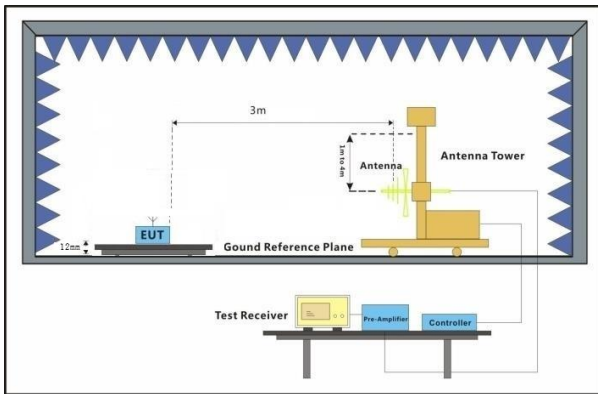 3m
1m to 4m
Antenna
Antenna Tower
EUT
12mm
Gound Reference Plane
Test Receiver
Pre-Amplifier
Controller